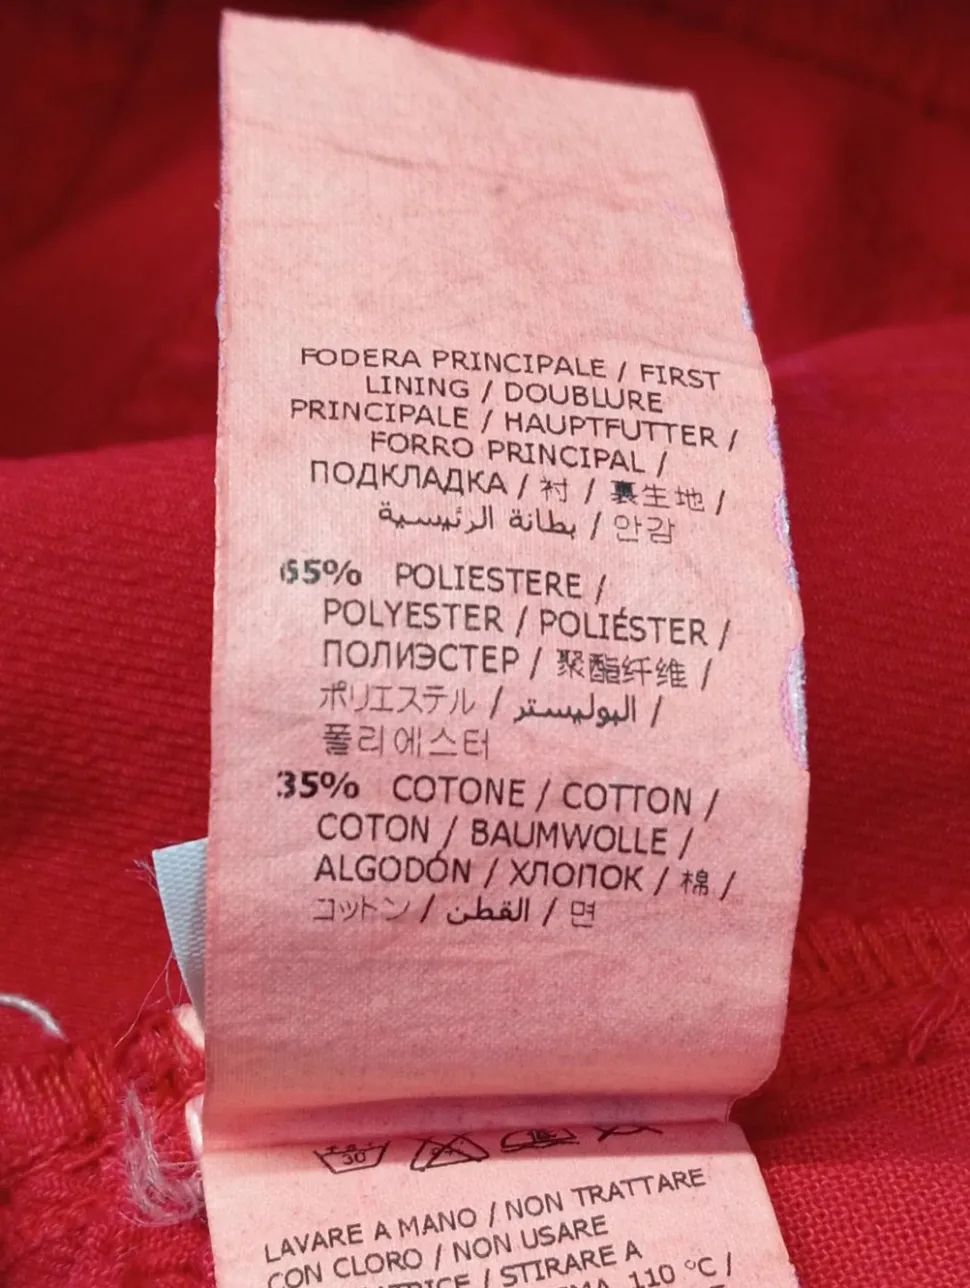 FODERA PRINCIPALE / FIRST
LINING / DOUBLURE
PRINCIPALE / HAUPTFUTTER /
FORRO PRINCIPAL /
ПОДКЛАДКА / 衬 / 裏生地 /
بطانة الرئيسية / 안감
65% POLIESTERE /
POLYESTER / POLIÉSTER /
ПОЛИЭСТЕР / 聚酯纤维 /
ポリエステル / البوليستر /
폴리에스터
35% COTONE / COTTON /
COTON / BAUMWOLLE /
ALGODÓN / ХЛОПОК / 棉 /
コットン / القطن / 면
30
LAVARE A MANO / NON TRATTARE
CON CLORO / NON USARE
/ STIRARE A
110 °C /